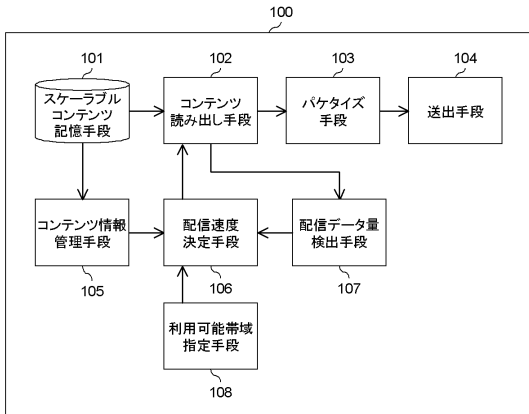 100
101
スケーラブル
コンテンツ
記憶手段
102
コンテンツ
読み出し手段
103
パケタイズ
手段
104
送出手段
コンテンツ情報
管理手段
105
配信速度
決定手段
106
配信データ量
検出手段
107
利用可能帯域
指定手段
108